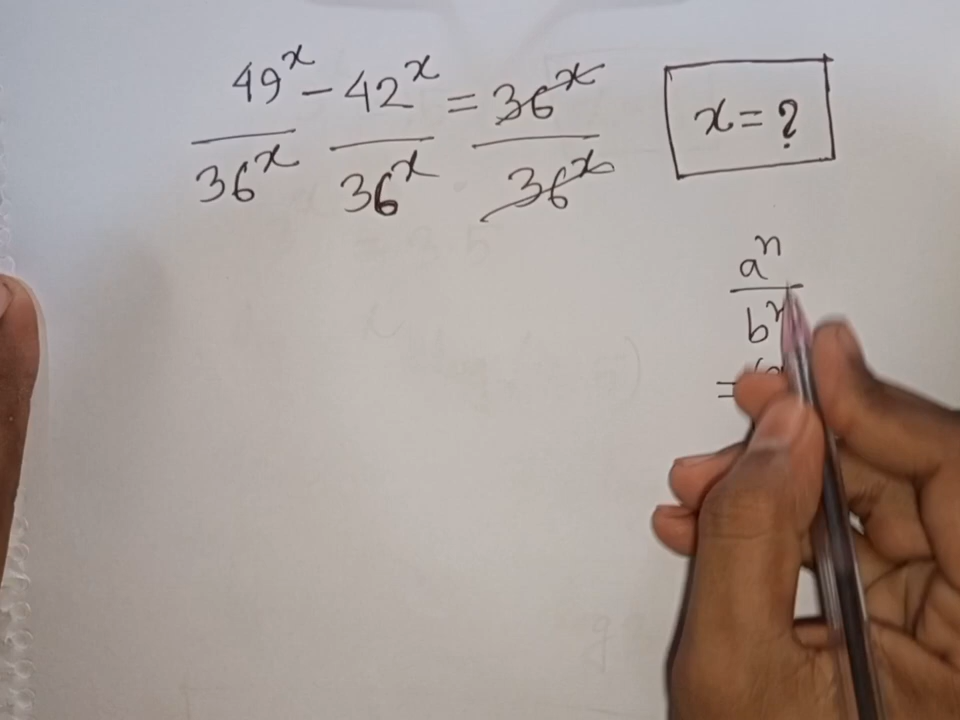 49^x - 42^x = 36^x
36^x 36^x 36^x
x = ?
a^n
b
=